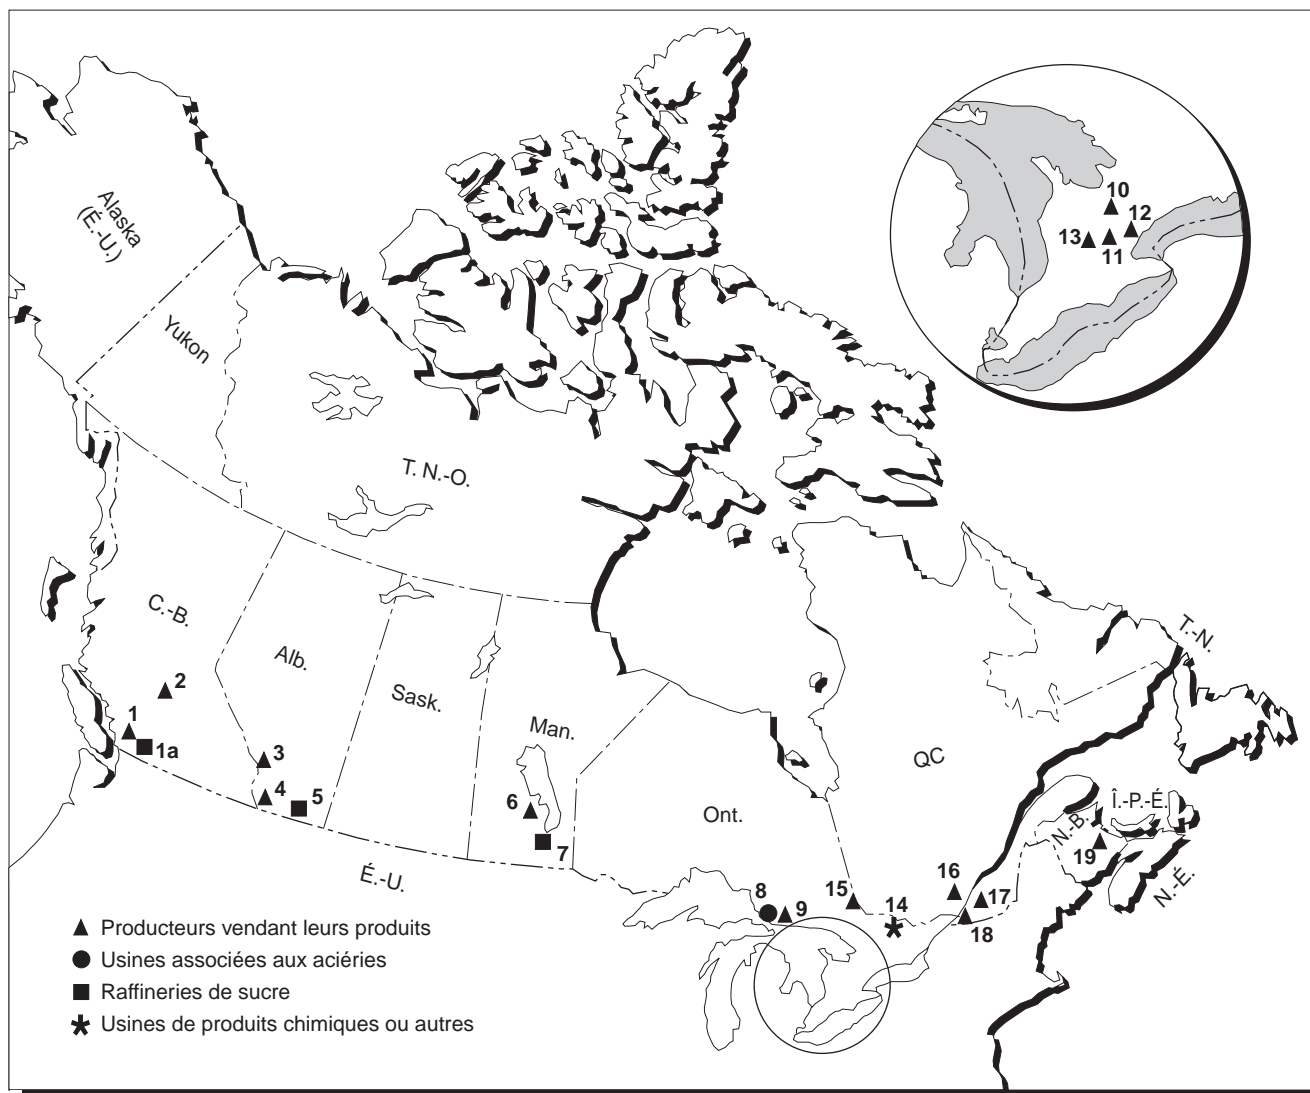 Alaska
(É.-U.)
Yukon
T. N.-O.
10
12
13
11
C.-B.
Alb.
Sask.
Man.
T.-N.
2
1
1a
3
4
5
6
7
Ont.
QC
Î.-P.-É.
N.-B.
19
N.-É.
É.-U.
8
9
15
14
16
17
18
Producteurs vendant leurs produits
Usines associées aux aciéries
Raffineries de sucre
Usines de produits chimiques ou autres